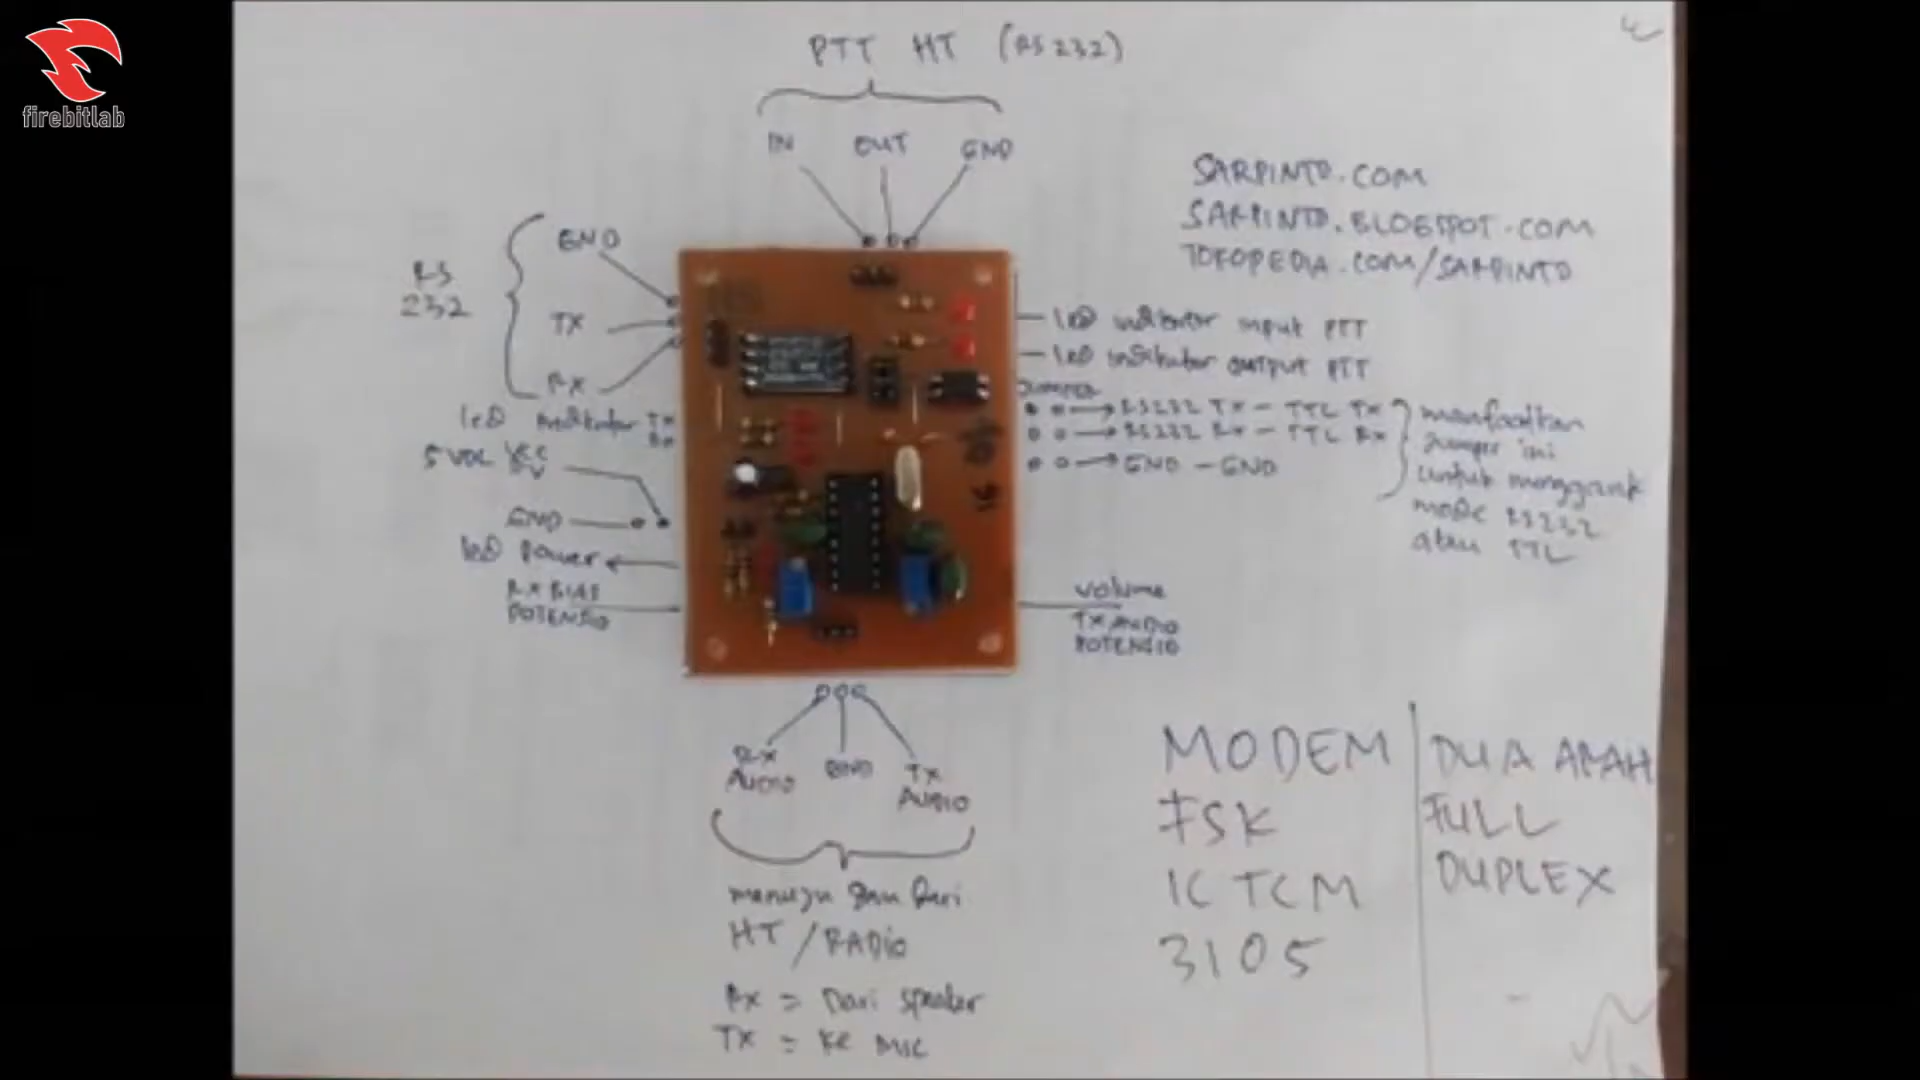 firebitlab
PTT HT (RS232)
IN OUT GND
SARPINTO.COM
SARPINTO.BLOGSPOT.COM
TOKOPEDIA.COM/SARPINTO
RS
232
GND
TX
RX
led indikator TX
RX
5 VDC VCC
5V
GND
led power
RX BIAS
POTENSIO
led indikator input PTT
led indikator output PTT
JUMPER
RS232 TX - TTL TX
RS232 RX - TTL RX
GND - GND
manfaatkan
jumper ini
untuk
mode RS232
atau TTL
volume
TX AUDIO
POTENSIO
RX
AUDIO
GND
TX
AUDIO
menuju dan dari
HT / RADIO
RX = Dari speaker
TX = ke mic
MODEM
FSK
IC TCM
3105
DUA ARAH
FULL
DUPLEX